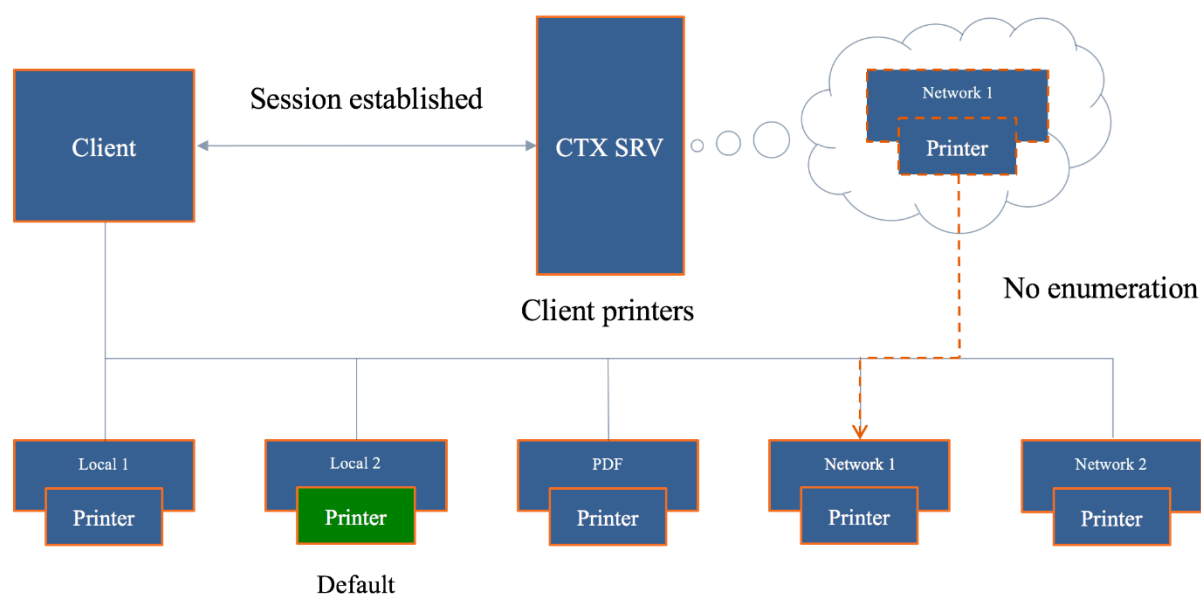 Network 1
Session established
Client
CTX SRV
Printer
No enumeration
Client printers
Local 1
Local 2
PDF
Network 1
Network 2
Printer
Printer
Printer
Printer
Printer
Default